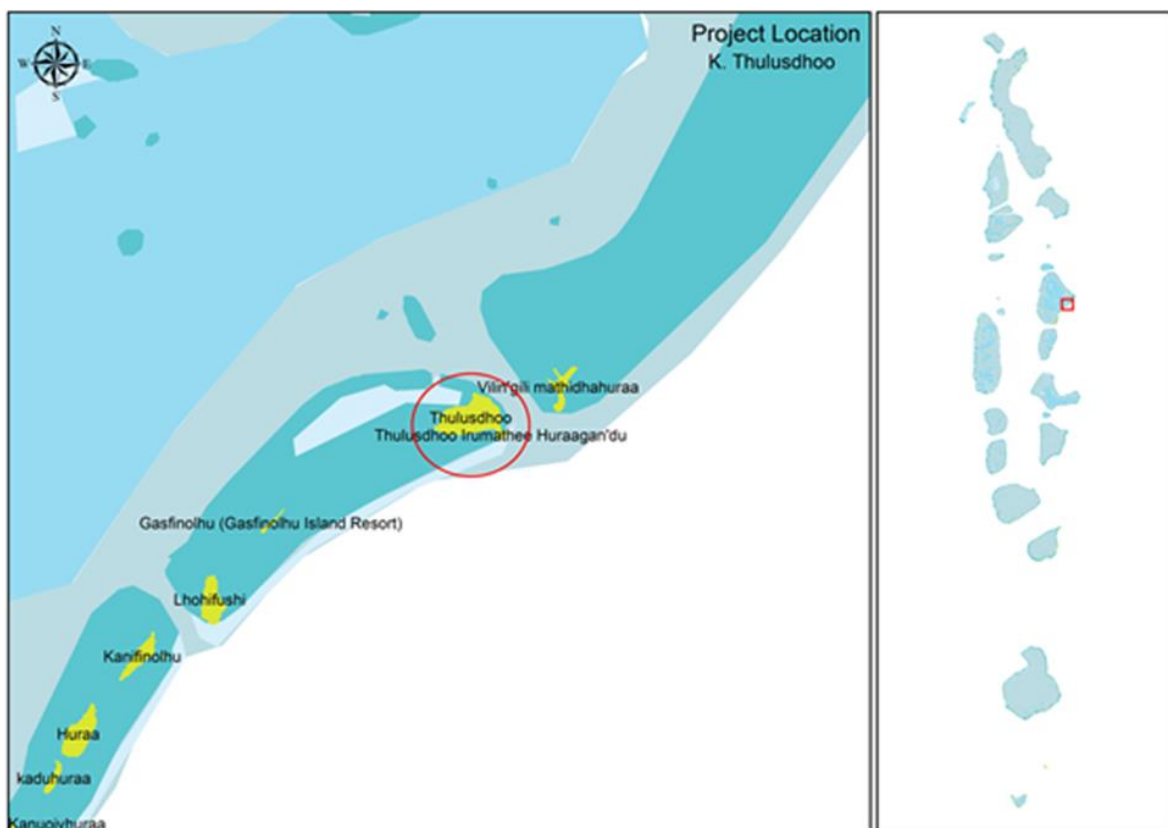 Project Location
K. Thulusdhoo
N
W E
S
Vilin'gili mathidhahuraa
Thulusdhoo
Thulusdhoo Irumathee Huraagan'du
Gasfinolhu (Gasfinolhu Island Resort)
Lhohifushi
Kanifinolhu
Huraa
kaduhuraa